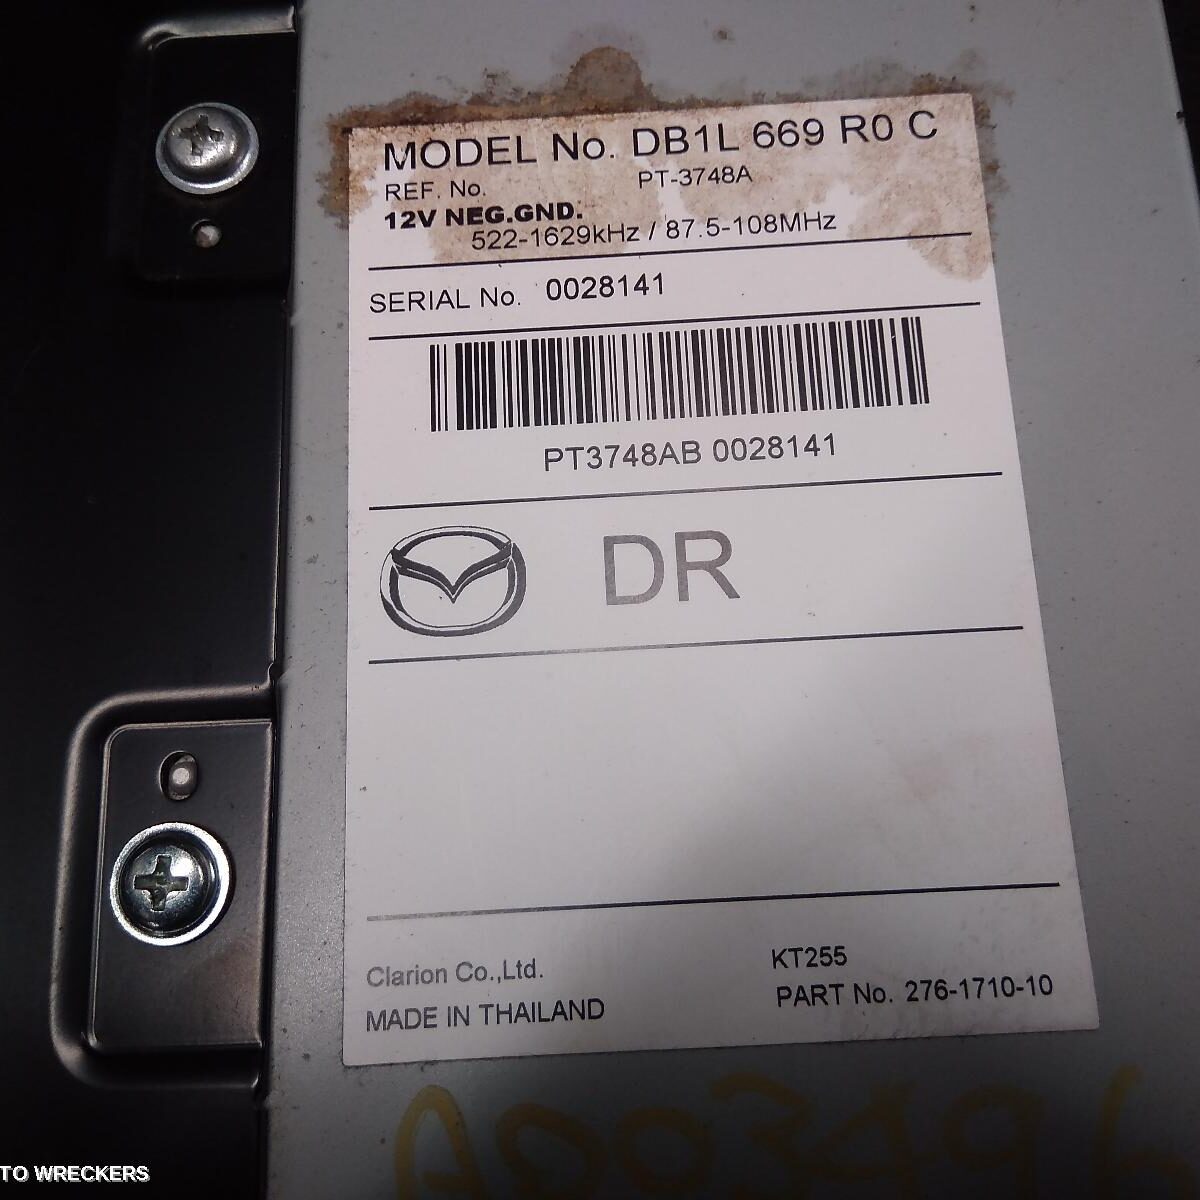 MODEL No. DB1L 669 R0 C
REF. No. PT-3748A
12V NEG.GND.
522-1629kHz / 87.5-108MHz
SERIAL No. 0028141
PT3748AB 0028141
DR
Clarion Co.,Ltd.
KT255
MADE IN THAILAND
PART No. 276-1710-10
TO WRECKERS